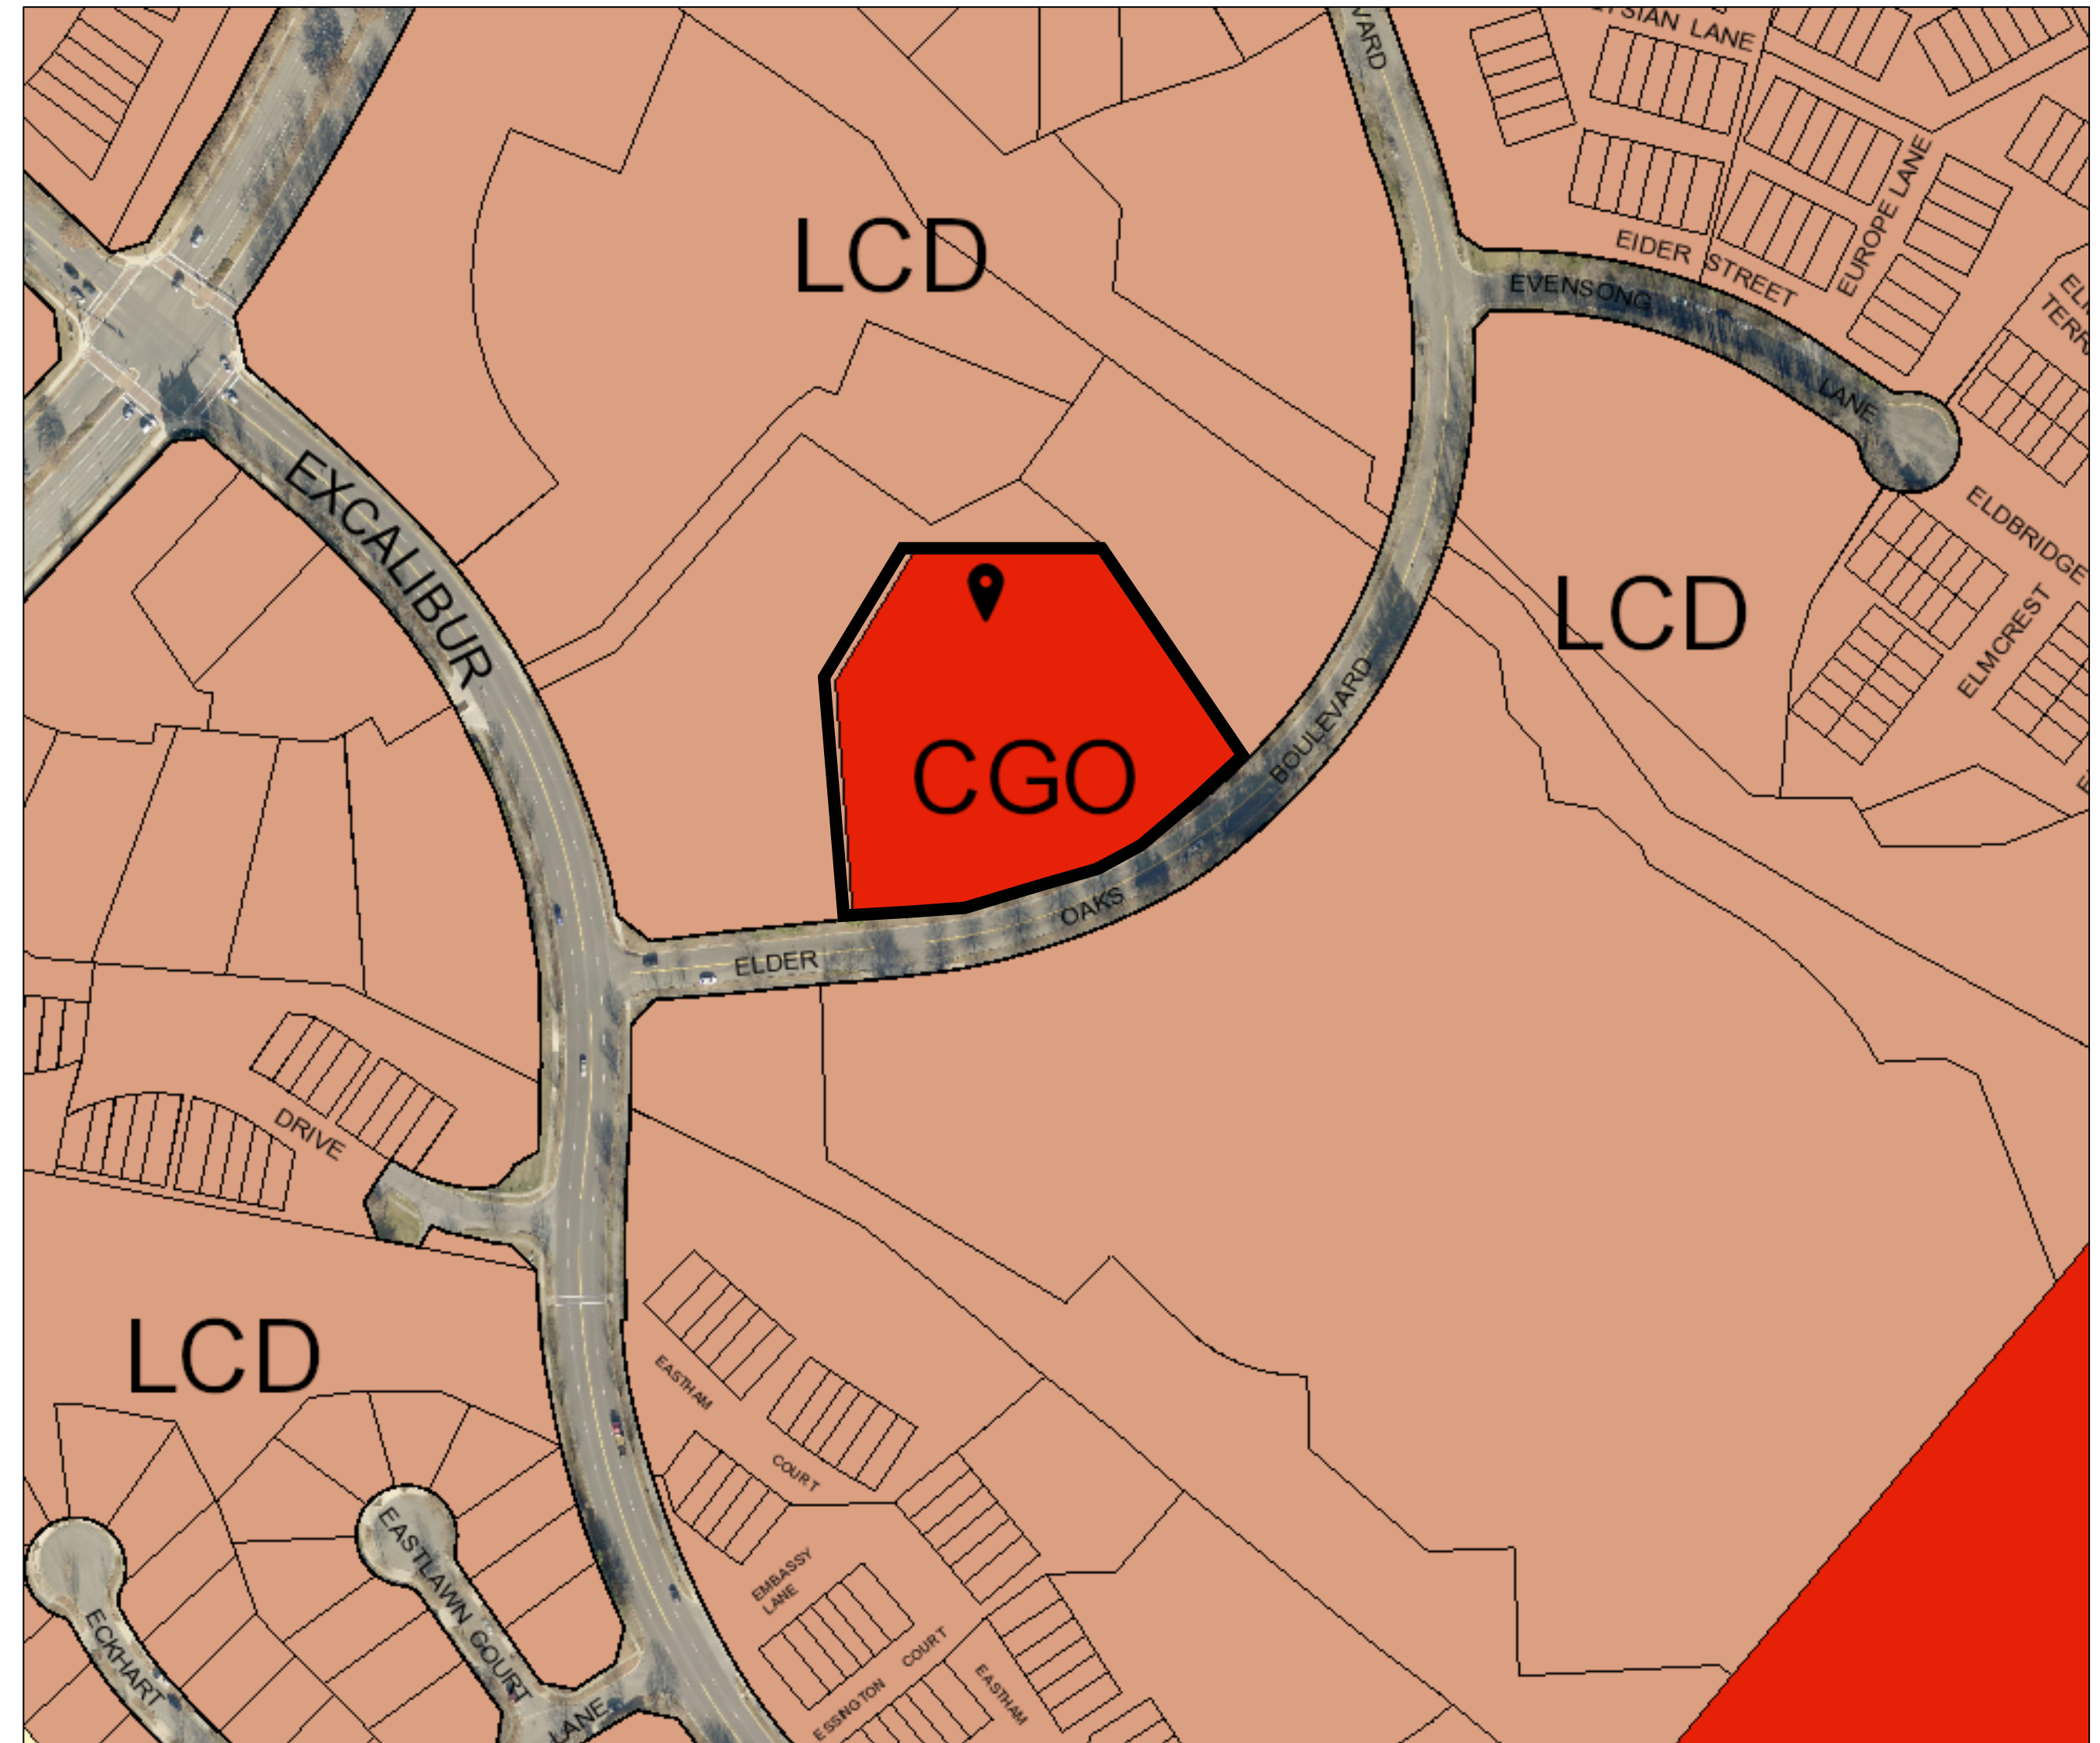 LANE
EIDER STREET
EUROPE LANE
EVENSONG LANE
LCD
EXCALIBUR
ELDBRIDGE
ELMCREST
LCD
CGO
BOULEVARD
OAKS
ELDER
DRIVE
LCD
EASTHAM
COURT
EMBASSY
LANE
ESSINGTON COURT
EASTHAM
EASTLAWN COURT
ECKHART
LANE